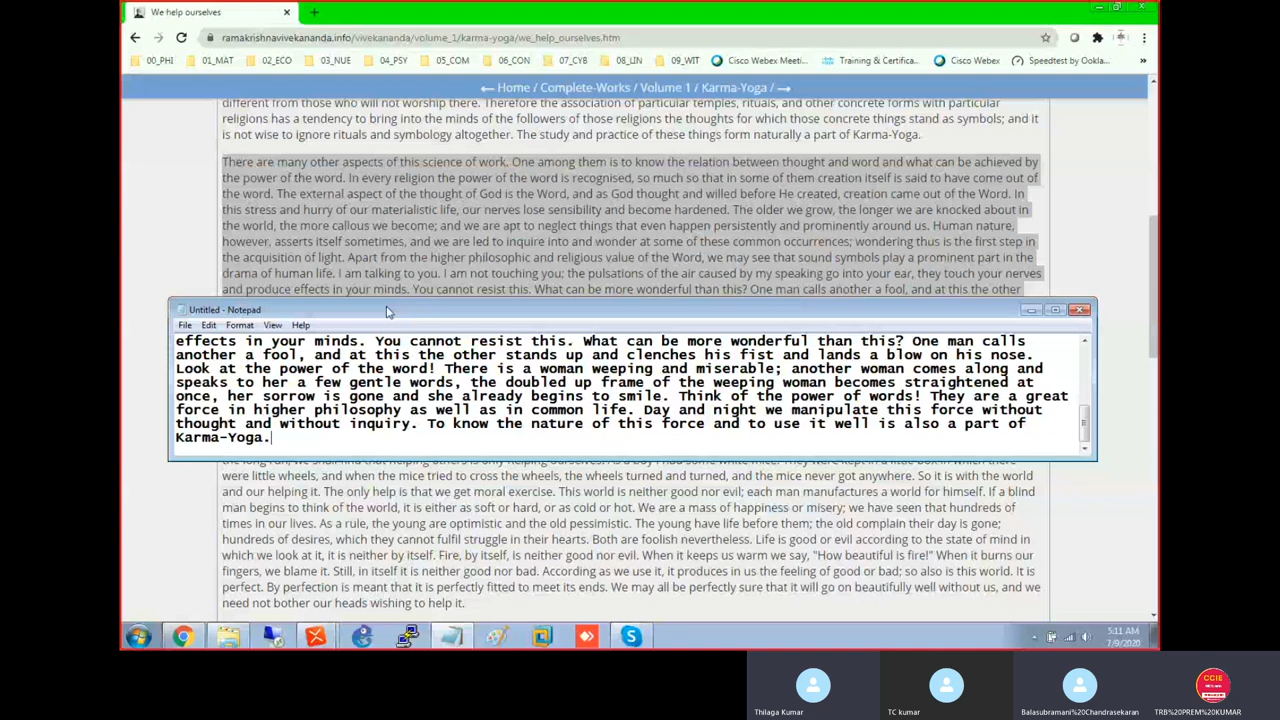 We help ourselves
ramakrishnavivekananda.info/vivekananda/volume_1/karma-yoga/we_help_ourselves.htm
00_PHI 01_MAT 02_ECO 03_NUE 04_PSY 05_COM 06_CON 07_CYB 08_LIN 09_WIT Cisco Webex Meeti... Training & Certifica... Cisco Webex Speedtest by Ookla... »
← Home / Complete-Works / Volume 1 / Karma-Yoga / →
different from those who will not worship there. Therefore the association of particular temples, rituals, and other concrete forms with particular
religions has a tendency to bring into the minds of the followers of those religions the thoughts for which those concrete things stand as symbols; and it
is not wise to ignore rituals and symbology altogether. The study and practice of these things form naturally a part of Karma-Yoga.
There are many other aspects of this science of work. One among them is to know the relation between thought and word and what can be achieved by
the power of the word. In every religion the power of the word is recognised, so much so that in some of them creation itself is said to have come out of
the word. The external aspect of the thought of God is the Word, and as God thought and willed before He created, creation came out of the Word. In
this stress and hurry of our materialistic life, our nerves lose sensibility and become hardened. The older we grow, the longer we are knocked about in
the world, the more callous we become; and we are apt to neglect things that even happen persistently and prominently around us. Human nature,
however, asserts itself sometimes, and we are led to inquire into and wonder at some of these common occurrences; wondering thus is the first step in
the acquisition of light. Apart from the higher philosophic and religious value of the Word, we may see that sound symbols play a prominent part in the
drama of human life. I am talking to you. I am not touching you; the pulsations of the air caused by my speaking go into your ear, they touch your nerves
and produce effects in your minds. You cannot resist this. What can be more wonderful than this? One man calls another a fool, and at this the other
Untitled - Notepad
File Edit Format View Help
effects in your minds. You cannot resist this. What can be more wonderful than this? One man calls
another a fool, and at this the other stands up and clenches his fist and lands a blow on his nose.
Look at the power of the word! There is a woman weeping and miserable; another woman comes along and
speaks to her a few gentle words, the doubled up frame of the weeping woman becomes straightened at
once, her sorrow is gone and she already begins to smile. Think of the power of words! They are a great
force in higher philosophy as well as in common life. Day and night we manipulate this force without
thought and without inquiry. To know the nature of this force and to use it well is also a part of
Karma-Yoga.
the long run, we shall find that helping others is only helping ourselves. As a boy I had some white mice. They were kept in a little box in which there
were little wheels, and when the mice tried to cross the wheels, the wheels turned and turned, and the mice never got anywhere. So it is with the world
and our helping it. The only help is that we get moral exercise. This world is neither good nor evil; each man manufactures a world for himself. If a blind
man begins to think of the world, it is either as soft or hard, or as cold or hot. We are a mass of happiness or misery; we have seen that hundreds of
times in our lives. As a rule, the young are optimistic and the old pessimistic. The young have life before them; the old complain their day is gone;
hundreds of desires, which they cannot fulfil struggle in their hearts. Both are foolish nevertheless. Life is good or evil according to the state of mind in
which we look at it, it is neither by itself. Fire, by itself, is neither good nor evil. When it keeps us warm we say, "How beautiful is fire!" When it burns our
fingers, we blame it. Still, in itself it is neither good nor bad. According as we use it, it produces in us the feeling of good or bad; so also is this world. It is
perfect. By perfection is meant that it is perfectly fitted to meet its ends. We may all be perfectly sure that it will go on beautifully well without us, and we
need not bother our heads wishing to help it.
5:11 AM
7/9/2020
CCIE
Thilaga Kumar TC kumar Balasubramani%20Chandrasekaran TRB%20PREM%20KUMAR